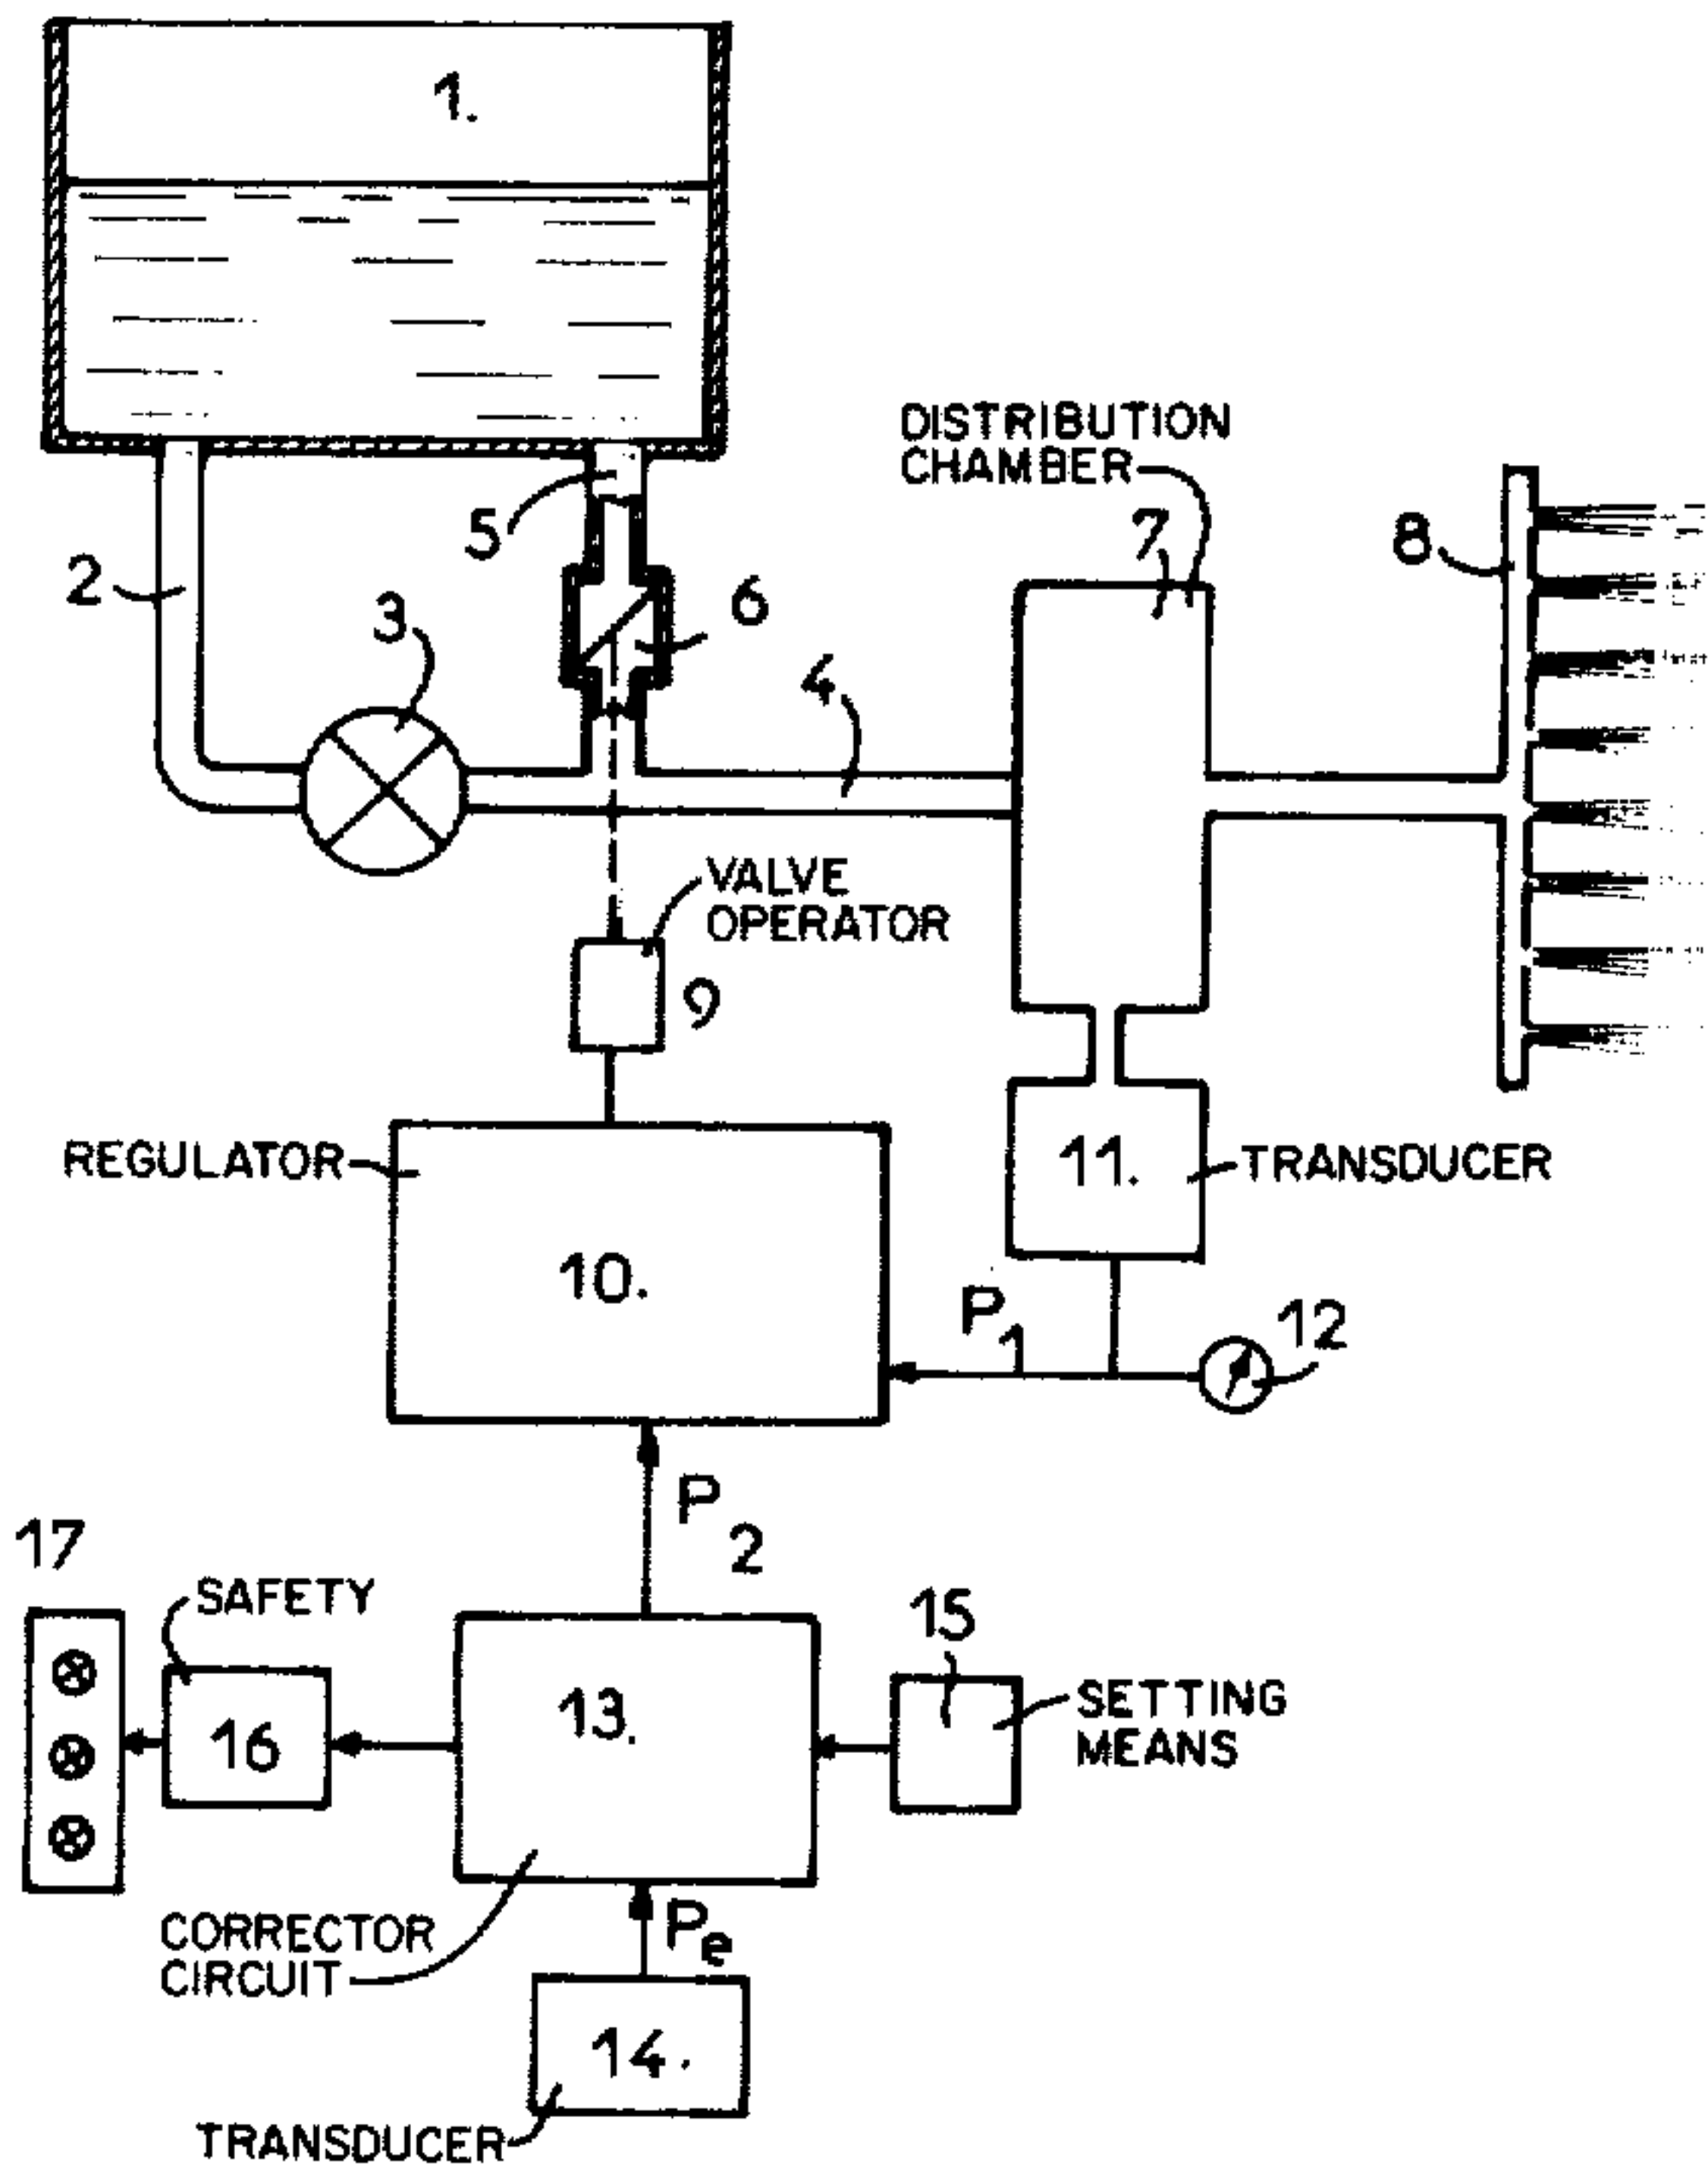 1.
DISTRIBUTION
CHAMBER
5
7
8
2
3
6
4
VALVE
OPERATOR
9
REGULATOR
11.
TRANSDUCER
10.
P1
12
P2
17
SAFETY
15
13.
SETTING
MEANS
16
CORRECTOR
CIRCUIT
Pe
14.
TRANSDUCER